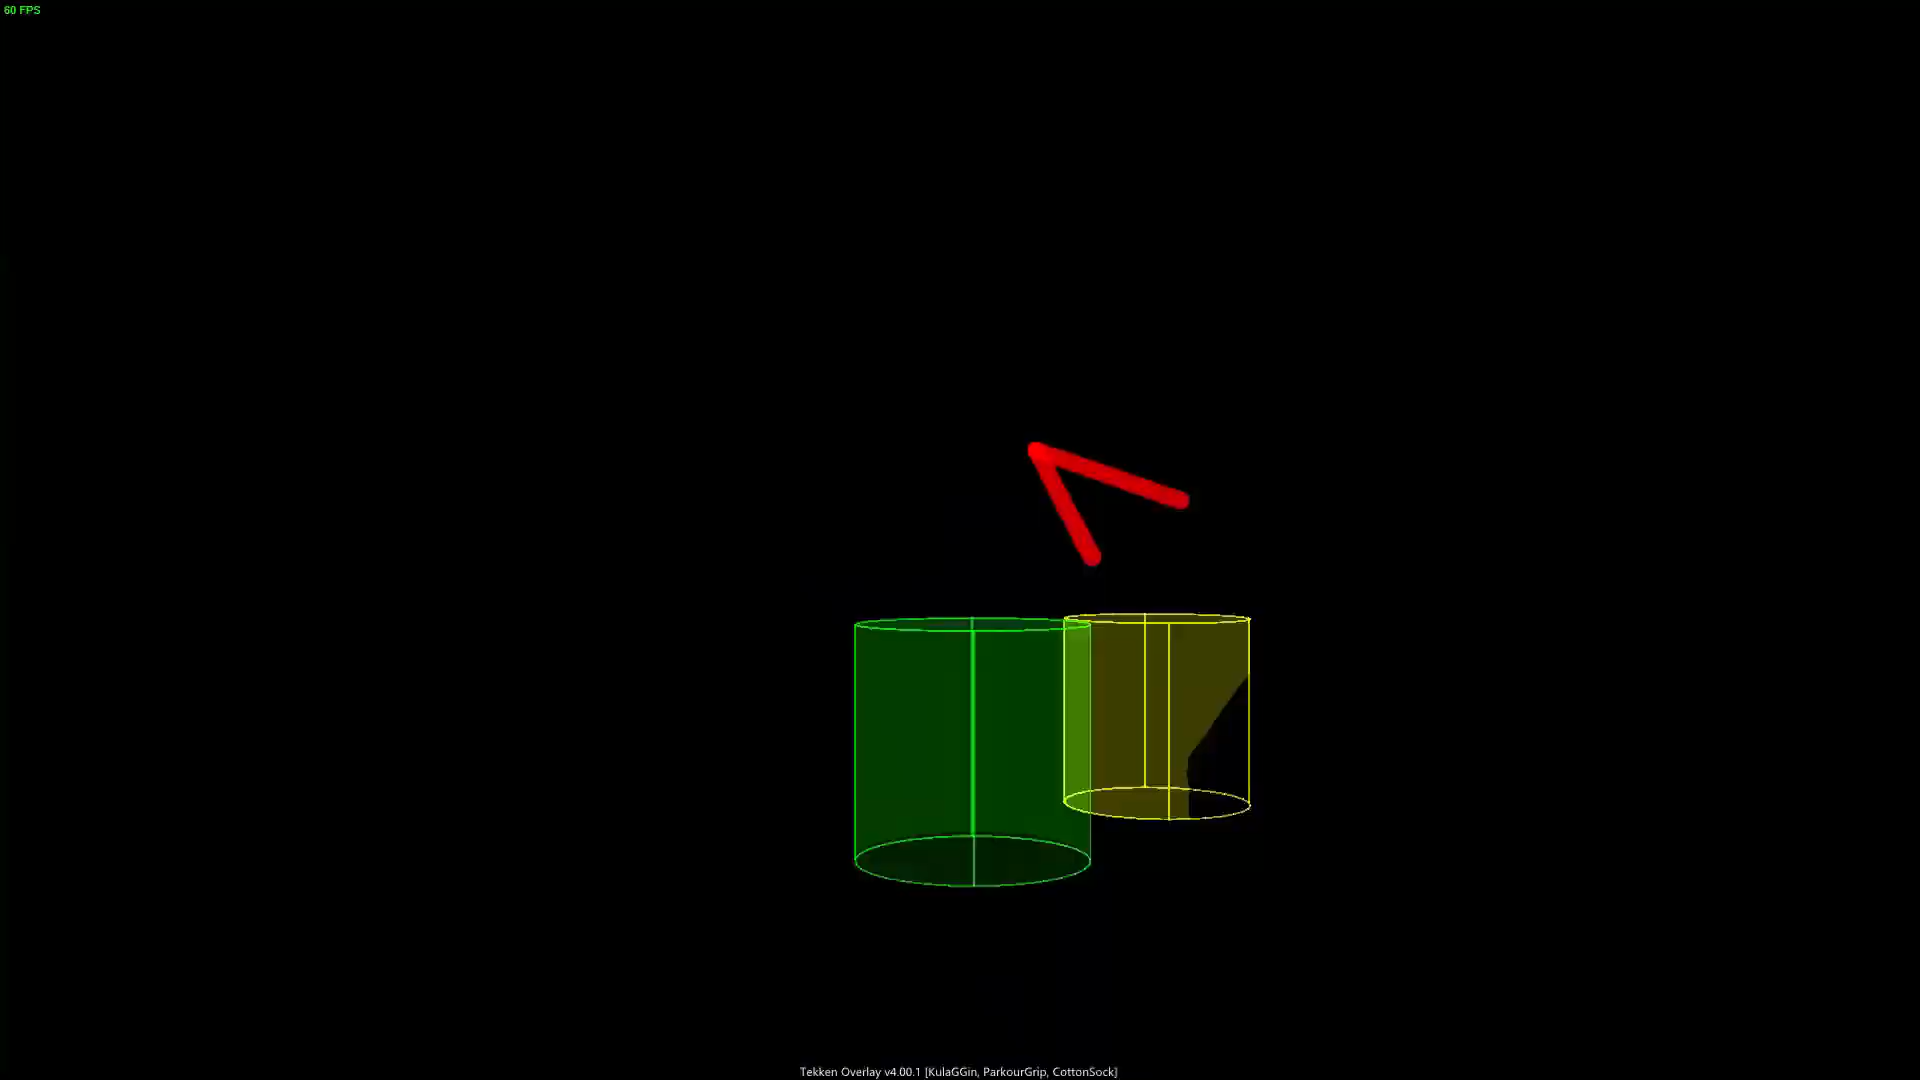 60 FPS
Tekken Overlay v4.00.1 [KulaGGin, ParkourGrip, CottonSock]